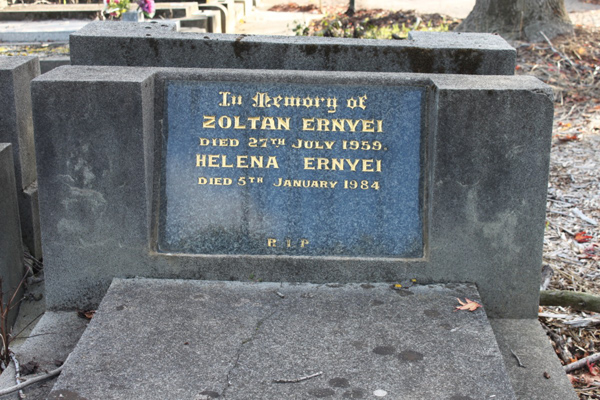 In Memory of
ZOLTAN ERNYEI
DIED 27TH JULY 1959.
HELENA ERNYEI
DIED 5TH JANUARY 1984
R I P